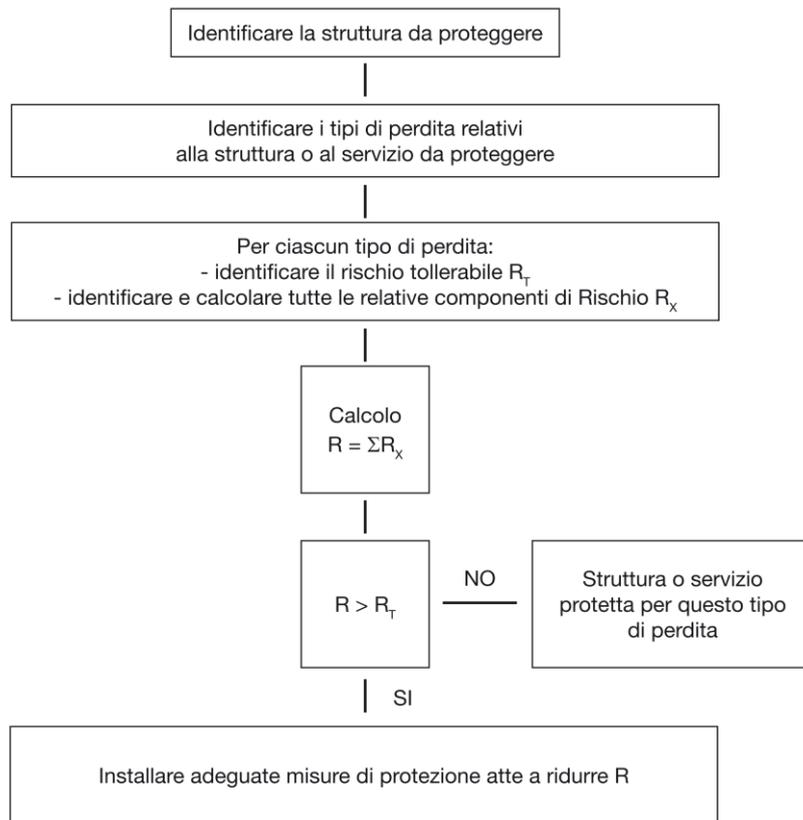 Identificare la struttura da proteggere
Identificare i tipi di perdita relativi
alla struttura o al servizio da proteggere
Per ciascun tipo di perdita:
- identificare il rischio tollerabile R_T
- identificare e calcolare tutte le relative componenti di Rischio R_X
Calcolo
R = ΣR_X
R > R_T
NO
Struttura o servizio
protetta per questo tipo
di perdita
SI
Installare adeguate misure di protezione atte a ridurre R